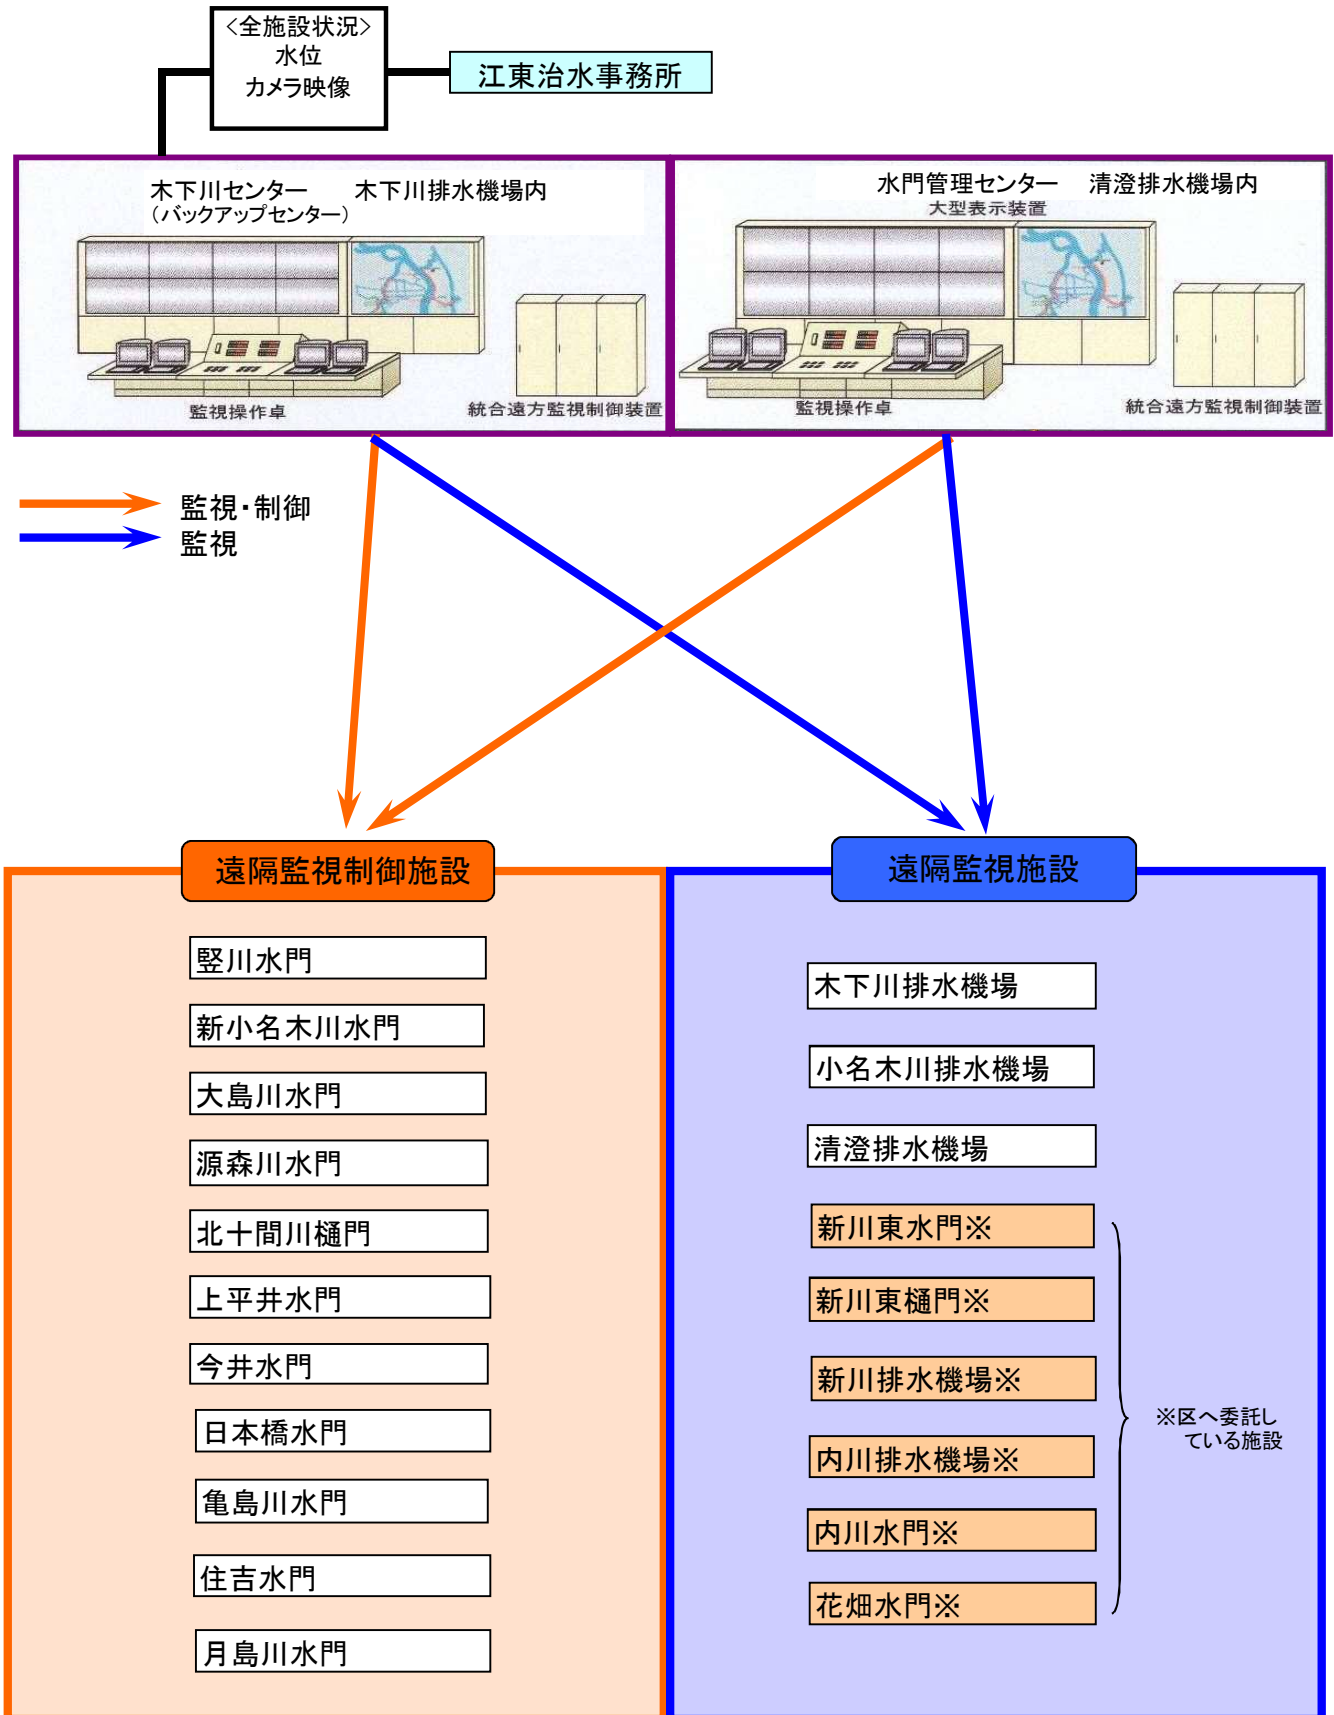 <全施設状況>
水位
カメラ映像
江東治水事務所
木下川センター 木下川排水機場内
(バックアップセンター)
監視操作卓
統合遠方監視制御装置
水門管理センター 清澄排水機場内
大型表示装置
監視操作卓
統合遠方監視制御装置
監視・制御
監視
遠隔監視制御施設
竪川水門
新小名木川水門
大島川水門
源森川水門
北十間川樋門
上平井水門
今井水門
日本橋水門
亀島川水門
住吉水門
月島川水門
遠隔監視施設
木下川排水機場
小名木川排水機場
清澄排水機場
新川東水門※
新川東樋門※
新川排水機場※
内川排水機場※
内川水門※
花畑水門※
※区へ委託し
ている施設